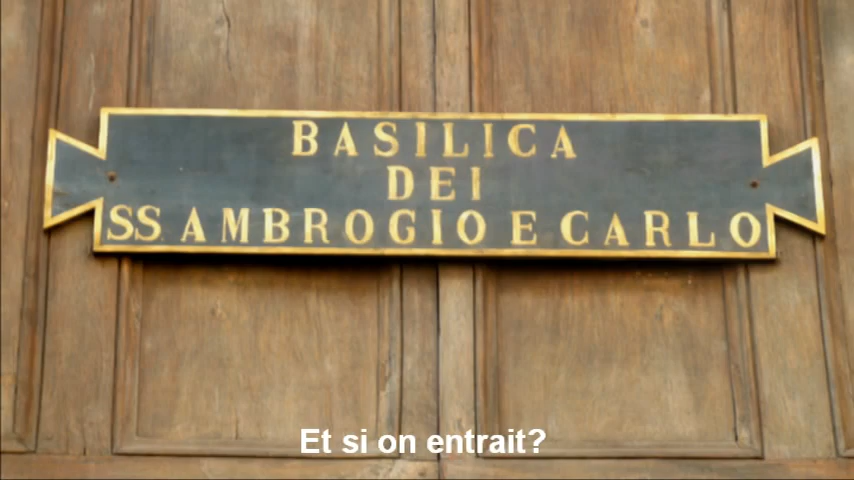 BASILICA
DEI
SS AMBROGIO E CARLO
Et si on entrait?